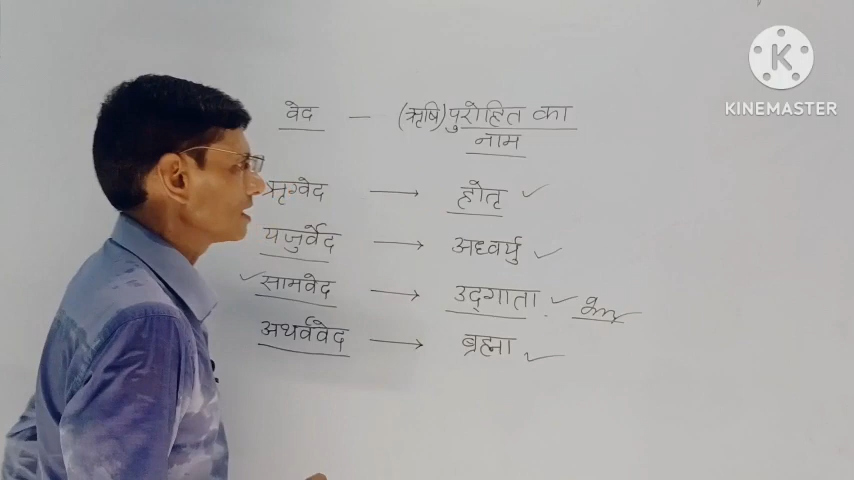 KINEMASTER
वेद — (ऋषि) पुरोहित का
नाम
ऋग्वेद → होतृ ✓
यजुर्वेद → अध्वर्यु ✓
✓ सामवेद → उद्गाता ✓
अथर्ववेद → ब्रह्मा ✓